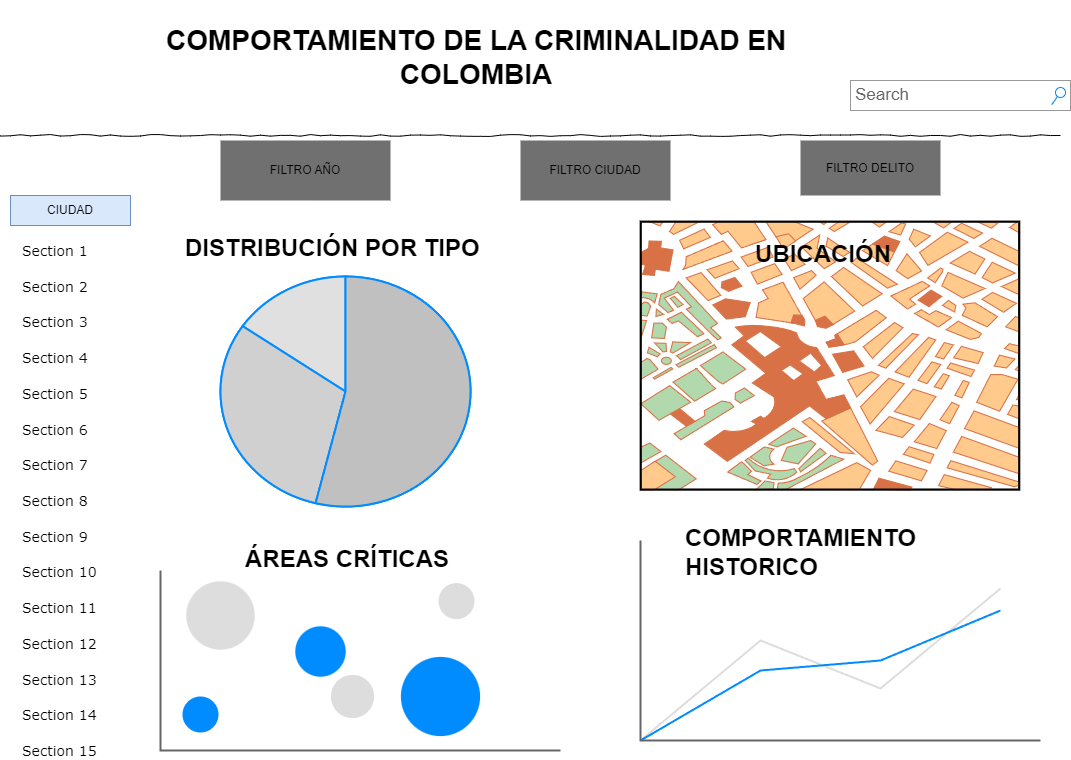 COMPORTAMIENTO DE LA CRIMINALIDAD EN
COLOMBIA
Search
FILTRO AÑO
FILTRO CIUDAD
FILTRO DELITO
CIUDAD
Section 1
Section 2
Section 3
Section 4
Section 5
Section 6
Section 7
Section 8
Section 9
Section 10
Section 11
Section 12
Section 13
Section 14
Section 15
DISTRIBUCIÓN POR TIPO
UBICACIÓN
ÁREAS CRÍTICAS
COMPORTAMIENTO
HISTORICO